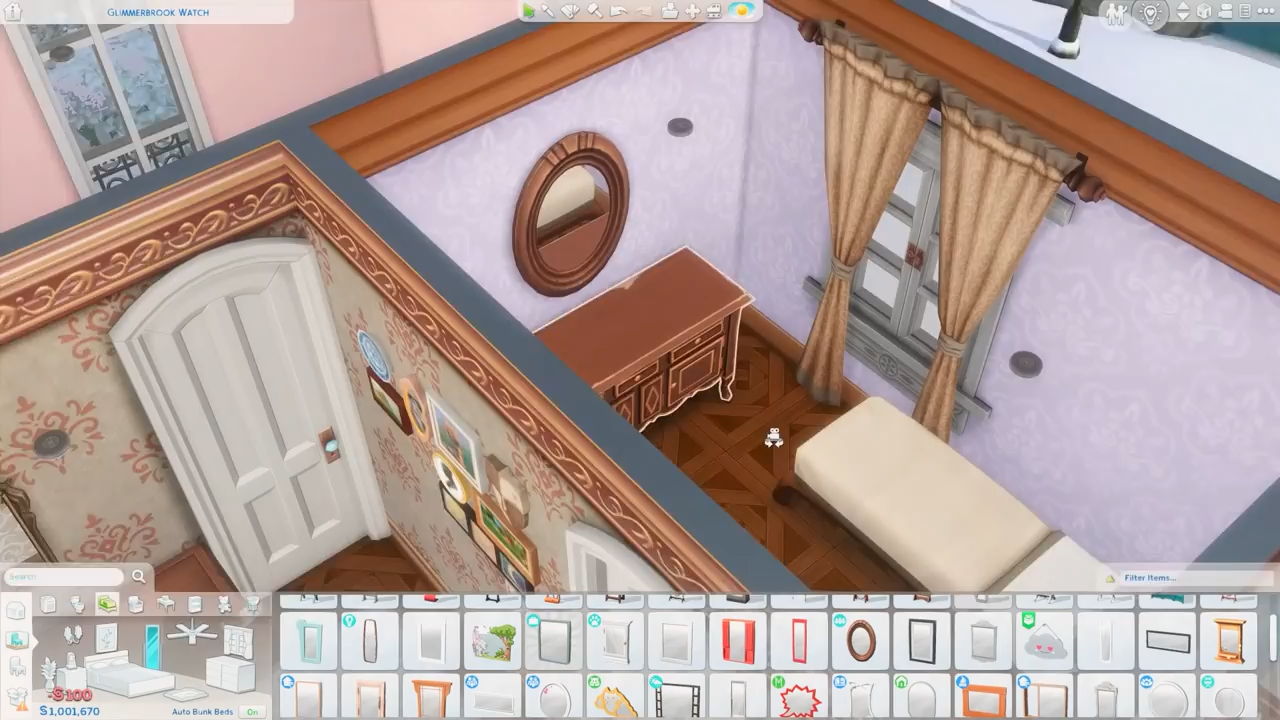 Glimmerbrook Watch
Search
Filter Items...
-$100
$1,001,670
Auto Bunk Beds
On